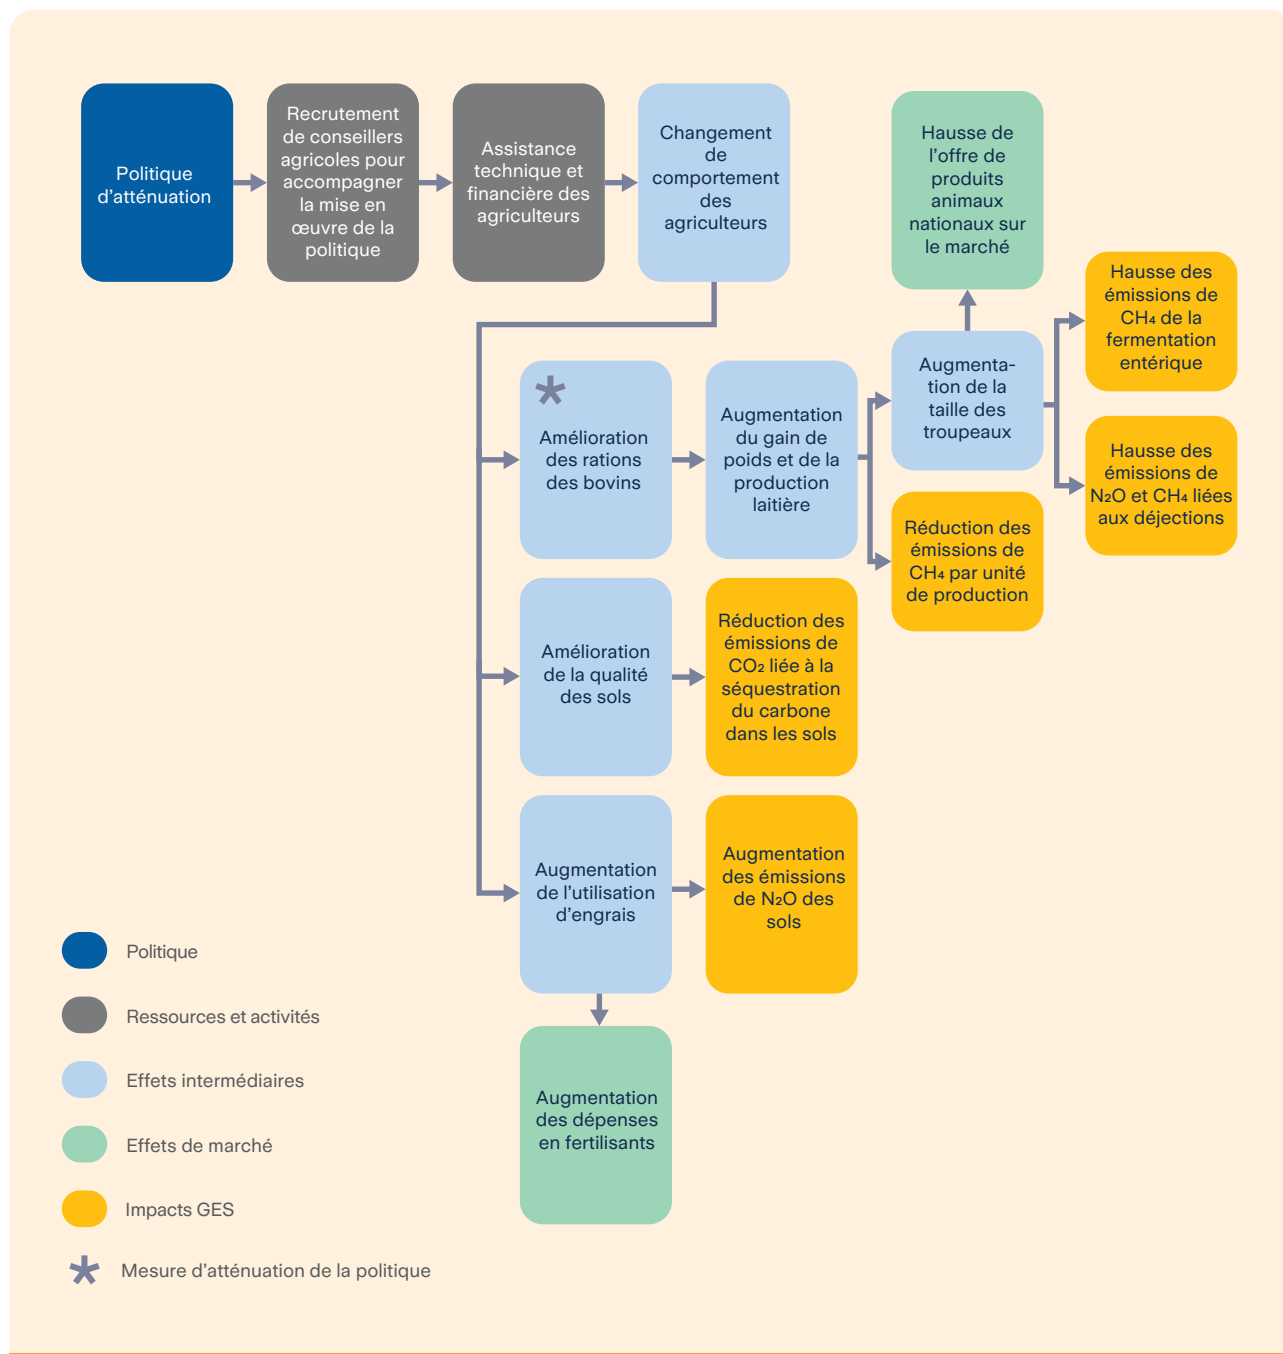 Politique
d’atténuation
Recrutement
de conseillers
agricoles pour
accompagner
la mise en
œuvre de la
politique
Assistance
technique et
financière des
agriculteurs
Changement
de
comportement
des
agriculteurs
Hausse de
l’offre de
produits
animaux
nationaux sur
le marché
Hausse des
émissions de
CH₄ de la
fermentation
entérique
Amélioration
des rations
des bovins
Augmentation
du gain de
poids et de la
production
laitière
Augmenta-
tion de la
taille des
troupeaux
Hausse des
émissions de
N₂O et CH₄ liées
aux déjections
Réduction des
émissions de
CH₄ par unité
de production
Amélioration
de la qualité
des sols
Réduction des
émissions de
CO₂ liée à la
séquestration
du carbone
dans les sols
Augmentation
de l’utilisation
d’engrais
Augmentation
des émissions
de N₂O des
sols
Augmentation
des dépenses
en fertilisants
Politique
Ressources et activités
Effets intermédiaires
Effets de marché
Impacts GES
Mesure d’atténuation de la politique